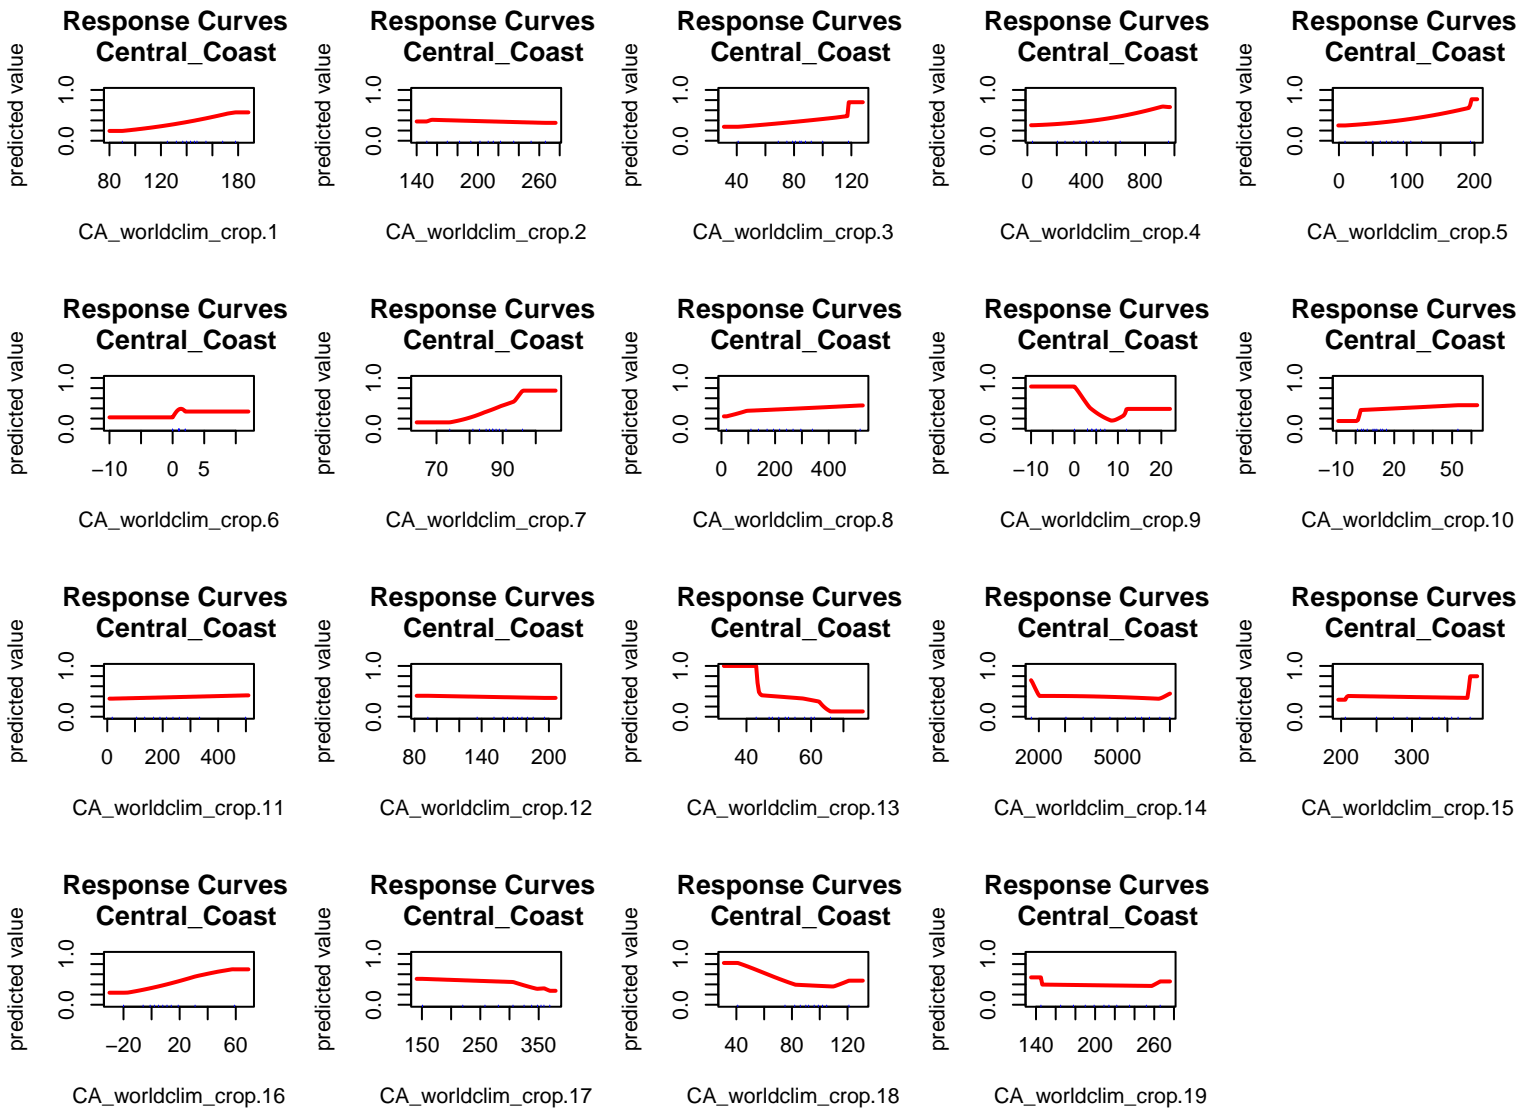 Response Curves
Central_Coast
predicted value
0.0 1.0
80 120 180
CA_worldclim_crop.1
Response Curves
Central_Coast
predicted value
140 200 260
CA_worldclim_crop.2
Response Curves
Central_Coast
predicted value
0.0 1.0
40 80 120
CA_worldclim_crop.3
Response Curves
Central_Coast
predicted value
0.0 1.0
0 400 800
CA_worldclim_crop.4
Response Curves
Central_Coast
predicted value
0.0 1.0
0 100 200
CA_worldclim_crop.5
Response Curves
Central_Coast
predicted value
0.0 1.0
−10 0 5
CA_worldclim_crop.6
Response Curves
Central_Coast
predicted value
0.0 1.0
70 90
CA_worldclim_crop.7
Response Curves
Central_Coast
predicted value
0.0 1.0
0 200 400
CA_worldclim_crop.8
Response Curves
Central_Coast
predicted value
0.0 1.0
−10 0 10 20
CA_worldclim_crop.9
Response Curves
Central_Coast
predicted value
0.0 1.0
−10 20 50
CA_worldclim_crop.10
Response Curves
Central_Coast
predicted value
0.0 1.0
0 200 400
CA_worldclim_crop.11
Response Curves
Central_Coast
predicted value
0.0 1.0
80 140 200
CA_worldclim_crop.12
Response Curves
Central_Coast
predicted value
0.0 1.0
40 60
CA_worldclim_crop.13
Response Curves
Central_Coast
predicted value
0.0 1.0
2000 5000
CA_worldclim_crop.14
Response Curves
Central_Coast
predicted value
0.0 1.0
200 300
CA_worldclim_crop.15
Response Curves
Central_Coast
predicted value
0.0 1.0
−20 20 60
CA_worldclim_crop.16
Response Curves
Central_Coast
predicted value
0.0 1.0
150 250 350
CA_worldclim_crop.17
Response Curves
Central_Coast
predicted value
0.0 1.0
40 80 120
CA_worldclim_crop.18
Response Curves
Central_Coast
predicted value
0.0 1.0
140 200 260
CA_worldclim_crop.19